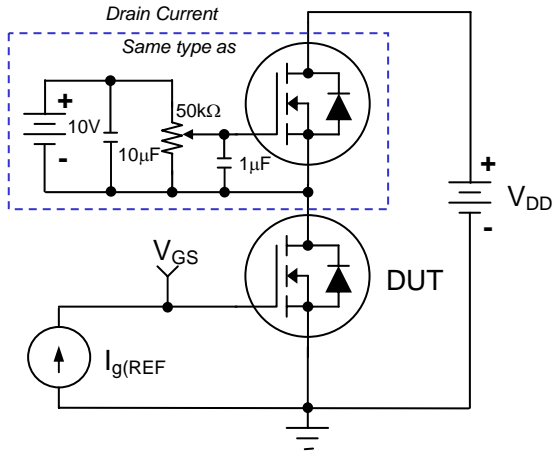 Drain Current
Same type as
+
10V
-
10μF
50kΩ
1μF
+
-
VDD
VGS
DUT
Ig(REF